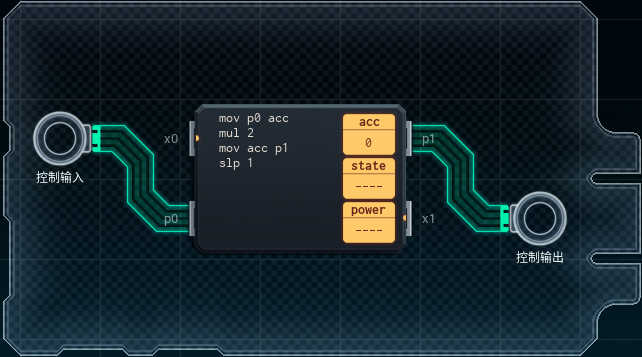 mov p0 acc
mul 2
mov acc p1
slp 1
acc
0
state
----
power
----
x0
p0
p1
x1
控制输入
控制输出